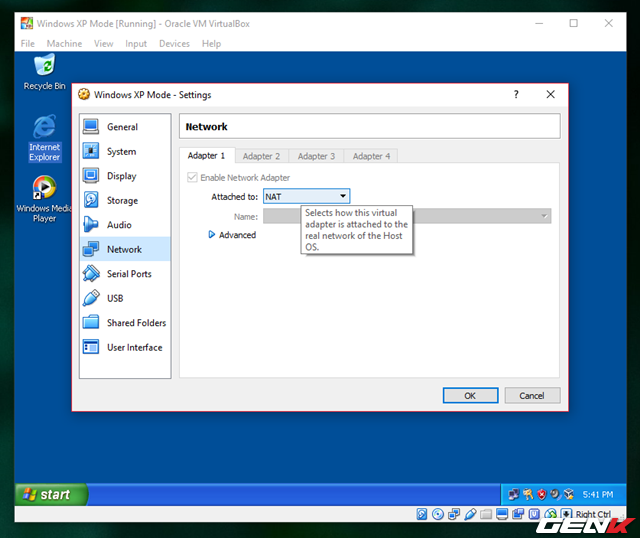 Windows XP Mode [Running] - Oracle VM VirtualBox
File Machine View Input Devices Help
Recycle Bin
Internet
Explorer
Windows Media
Player
Windows XP Mode - Settings
?
General
System
Display
Storage
Audio
Network
Serial Ports
USB
Shared Folders
User Interface
Network
Adapter 1 Adapter 2 Adapter 3 Adapter 4
Enable Network Adapter
Attached to: NAT
Name:
Selects how this virtual
adapter is attached to the
real network of the Host
OS.
Advanced
OK Cancel
start
5:41 PM
Right Ctrl
GENK